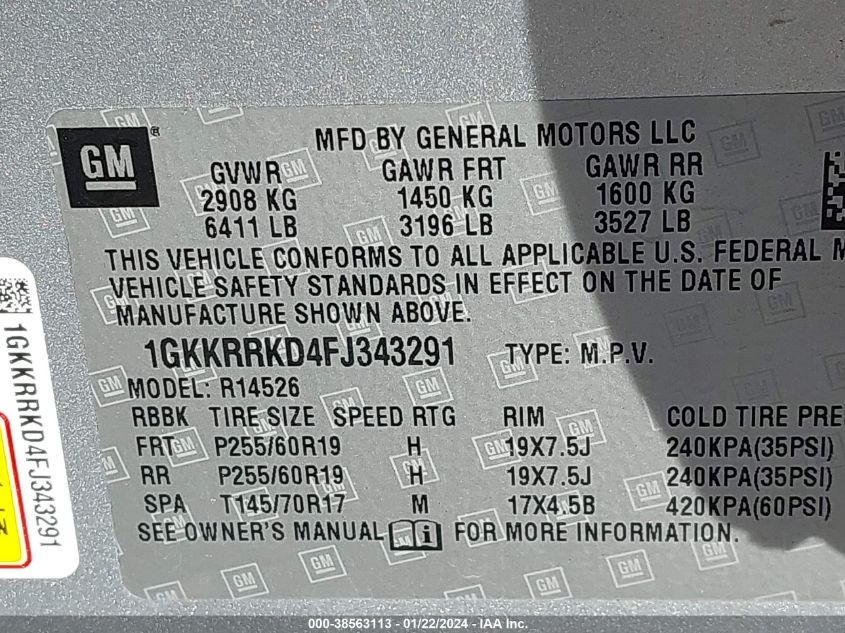 GM ®
MFD BY GENERAL MOTORS LLC
GVWR GAWR FRT GAWR RR
2908 KG 1450 KG 1600 KG
6411 LB 3196 LB 3527 LB
THIS VEHICLE CONFORMS TO ALL APPLICABLE U.S. FEDERAL M
VEHICLE SAFETY STANDARDS IN EFFECT ON THE DATE OF
MANUFACTURE SHOWN ABOVE.
1GKKRRKD4FJ343291 TYPE: M.P.V.
MODEL: R14526
RBBK TIRE SIZE SPEED RTG RIM COLD TIRE PRE
FRT P255/60R19 H 19X7.5J 240KPA(35PSI)
RR P255/60R19 H 19X7.5J 240KPA(35PSI)
SPA T145/70R17 M 17X4.5B 420KPA(60PSI)
SEE OWNER'S MANUAL FOR MORE INFORMATION.
1GKKRRKD4FJ343291
000-38563113 - 01/22/2024 - IAA Inc.